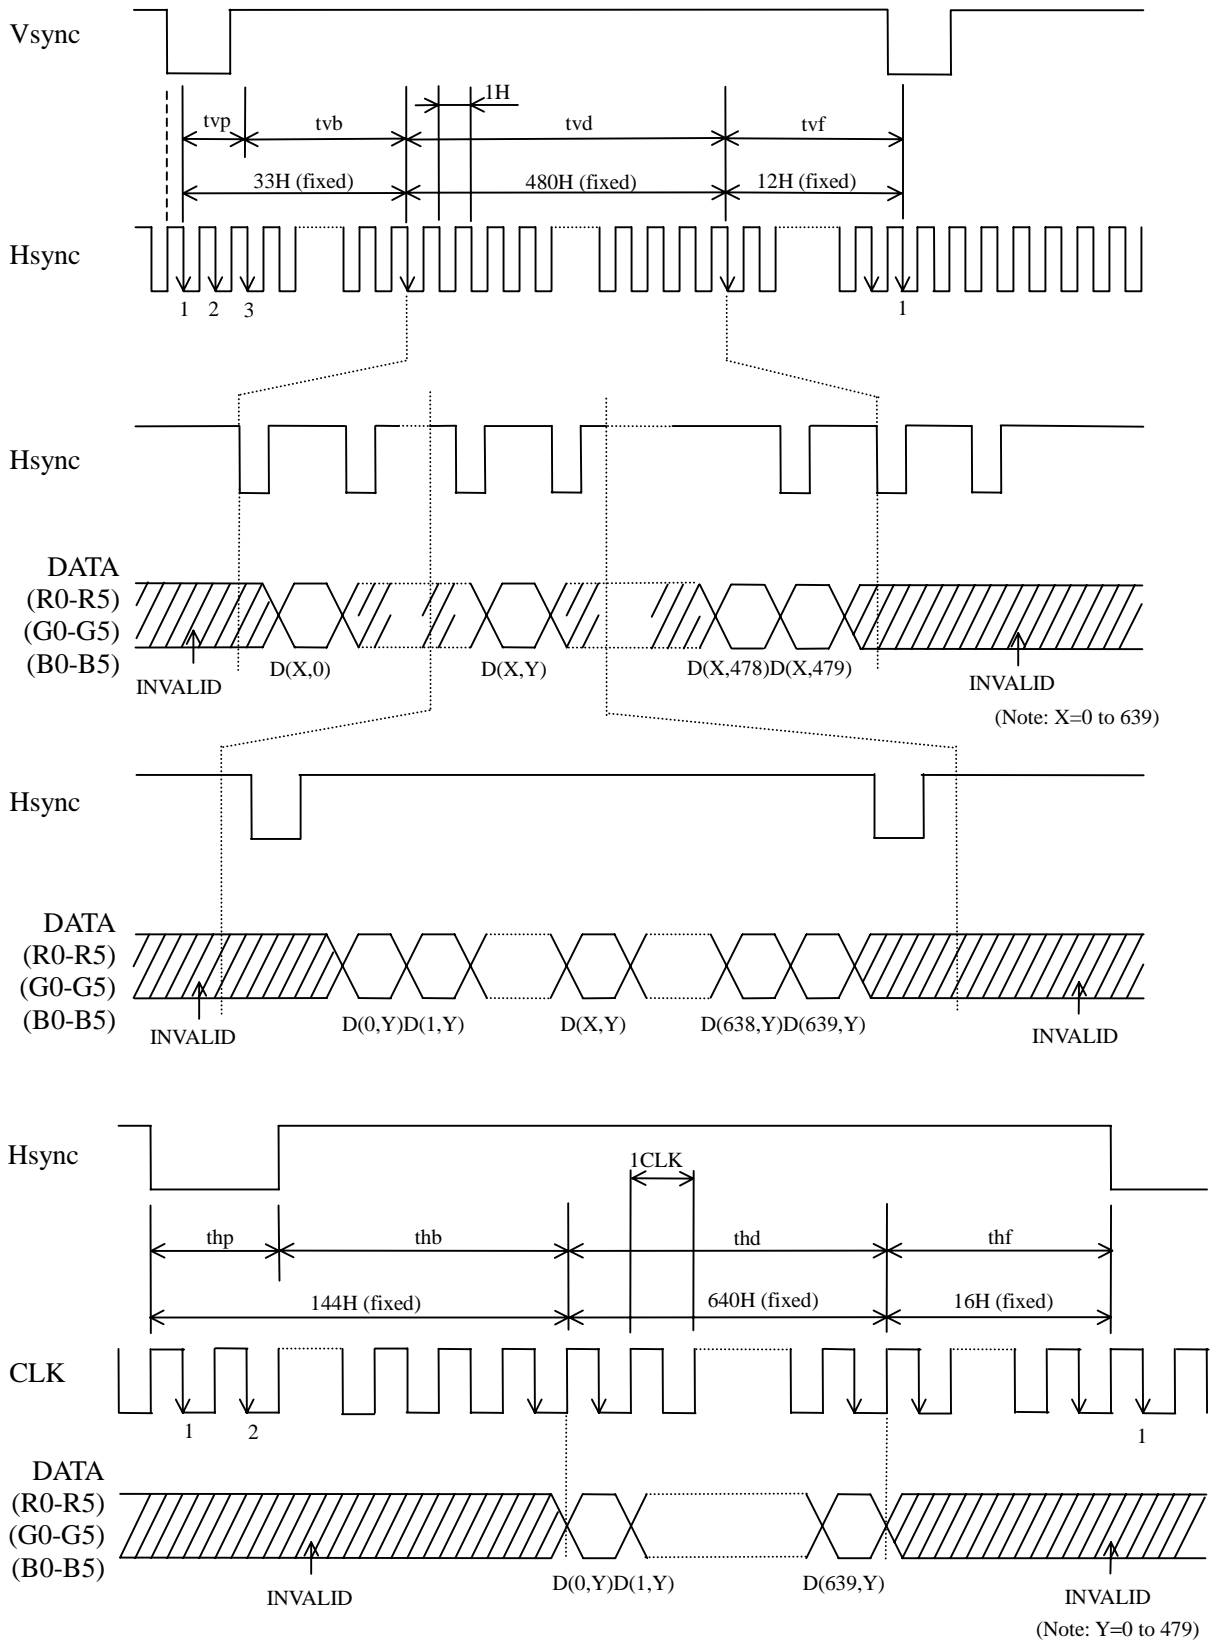 Vsync
1H
tvp tvb tvd tvf
33H (fixed) 480H (fixed) 12H (fixed)
Hsync
1 2 3 1
Hsync
DATA
(R0-R5)
(G0-G5)
(B0-B5)
D(X,0) D(X,Y) D(X,478)D(X,479)
INVALID INVALID
(Note: X=0 to 639)
Hsync
DATA
(R0-R5)
(G0-G5)
(B0-B5)
D(0,Y)D(1,Y) D(X,Y) D(638,Y)D(639,Y)
INVALID INVALID
Hsync
1CLK
thp thb thd thf
144H (fixed) 640H (fixed) 16H (fixed)
CLK
1 2 1
DATA
(R0-R5)
(G0-G5)
(B0-B5)
D(0,Y)D(1,Y) D(639,Y)
INVALID INVALID
(Note: Y=0 to 479)